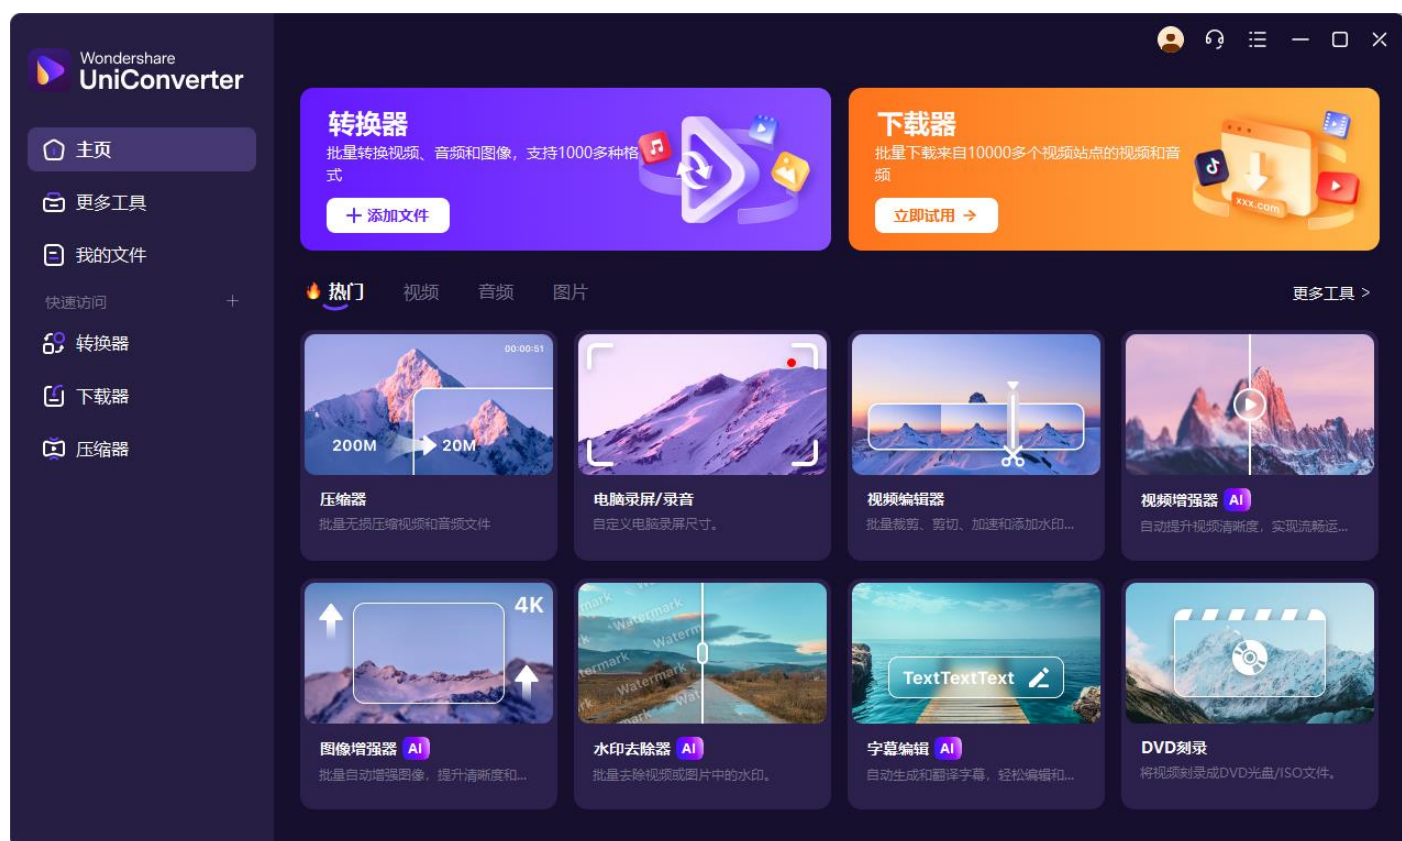 Wondershare
UniConverter
主页
更多工具
我的文件
快速访问
转换器
下载器
压缩器
转换器
批量转换视频、音频和图像，支持1000多种格
式
添加文件
下载器
批量下载来自10000多个视频站点的视频和音
频
立即试用 →
xxx.com
热门 视频 音频 图片
更多工具 >
00:00:51
200M 20M
压缩器
批量无损压缩视频和音频文件
电脑录屏/录音
自定义电脑录屏尺寸。
视频编辑器
批量裁剪、剪切、加速和添加水印...
视频增强器 AI
自动提升视频清晰度，实现流畅运...
4K
图像增强器 AI
批量自动增强图像，提升清晰度和...
Watermark
Watermark
Watermark
水印去除器 AI
批量去除视频或图片中的水印。
TextTextText
字幕编辑 AI
自动生成和翻译字幕，轻松编辑和...
DVD刻录
将视频刻录成DVD光盘/ISO文件。